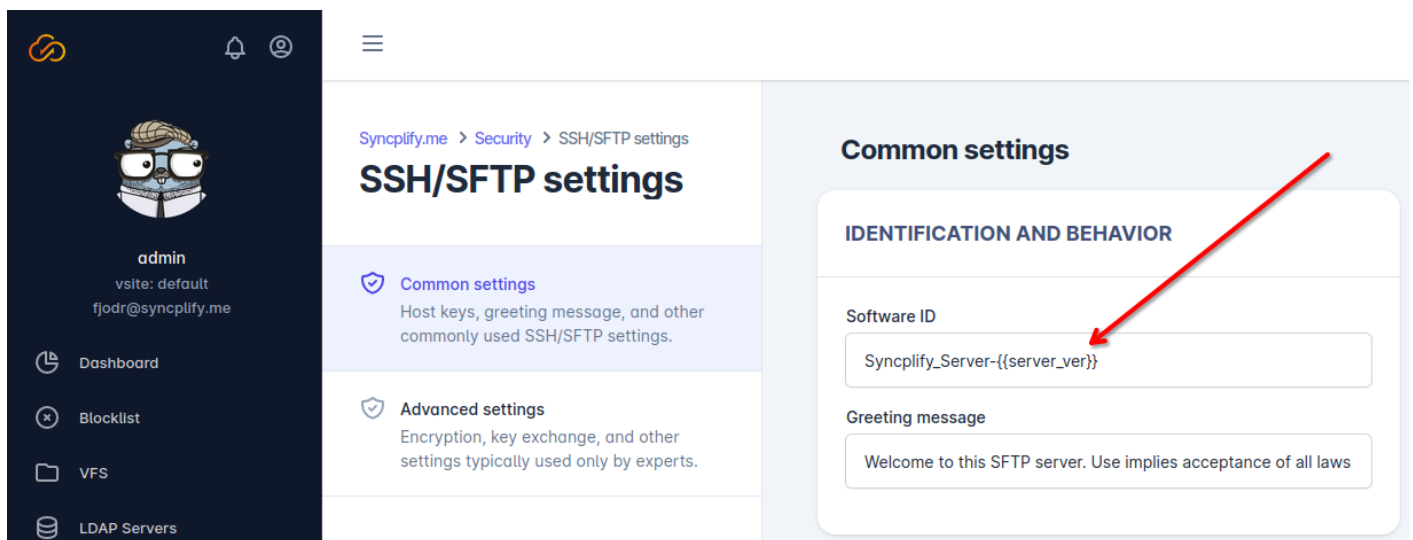 admin
vsite: default
fjodr@syncplify.me
Dashboard
Blocklist
VFS
LDAP Servers
Syncplify.me > Security > SSH/SFTP settings
SSH/SFTP settings
Common settings
Host keys, greeting message, and other
commonly used SSH/SFTP settings.
Advanced settings
Encryption, key exchange, and other
settings typically used only by experts.
Common settings
IDENTIFICATION AND BEHAVIOR
Software ID
Syncplify_Server-{{server_ver}}
Greeting message
Welcome to this SFTP server. Use implies acceptance of all laws